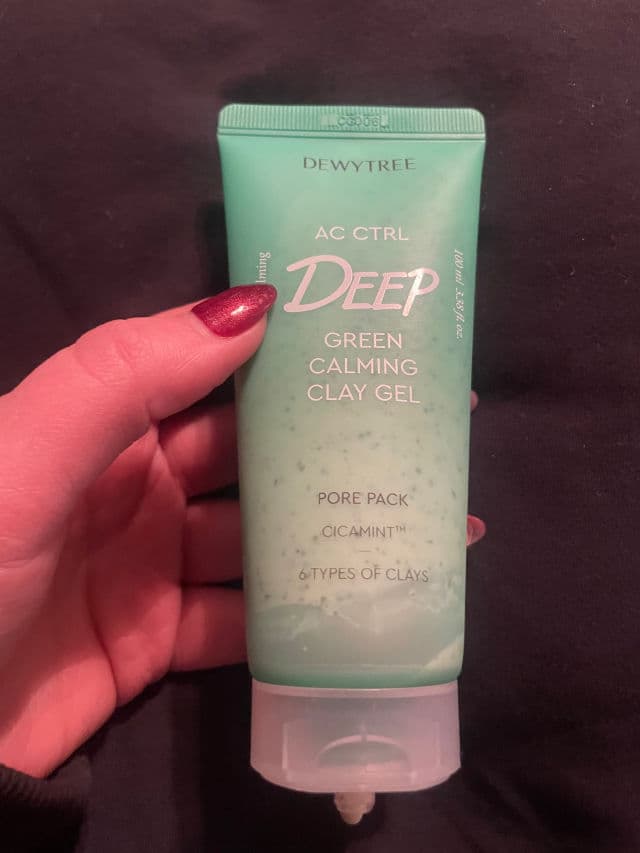 DEWYTREE
AC CTRL
DEEP
GREEN
CALMING
CLAY GEL
100 ml 3.38 fl. oz.
PORE PACK
CICAMINT™
6 TYPES OF CLAYS